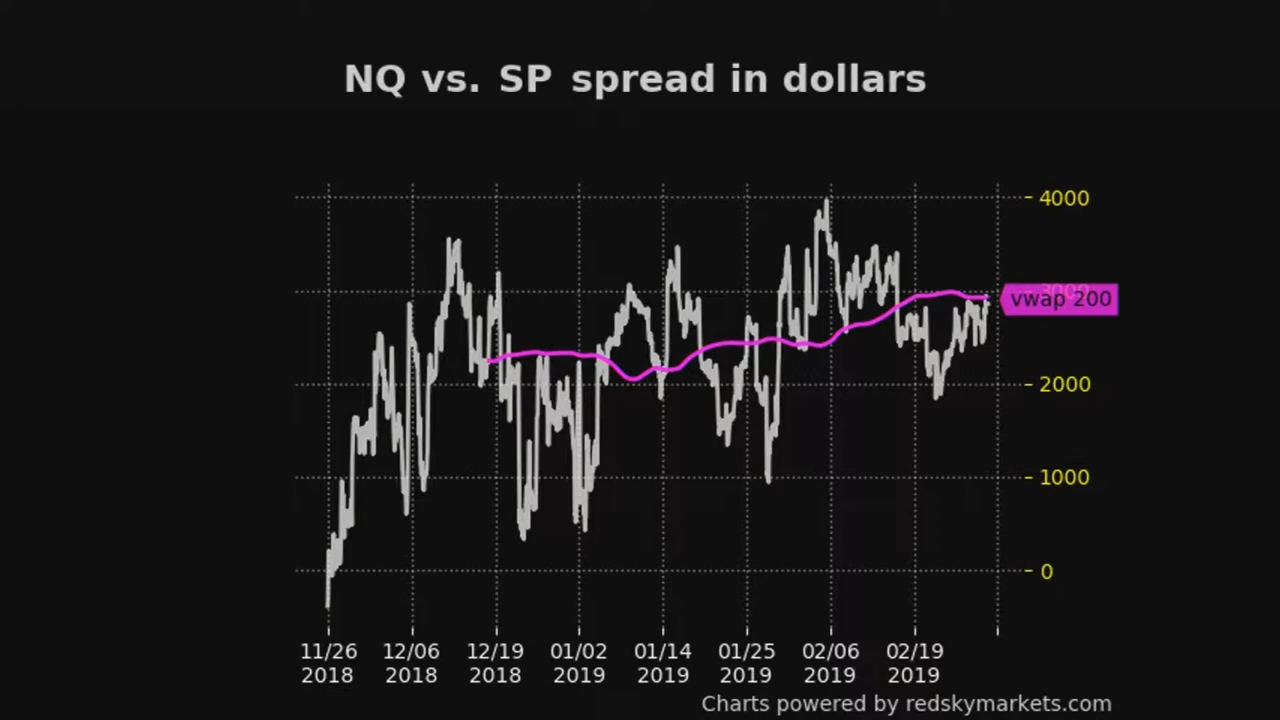 NQ vs. SP spread in dollars
4000
3000
vwap 200
2000
1000
0
11/26 12/06 12/19 01/02 01/14 01/25 02/06 02/19
2018 2018 2018 2019 2019 2019 2019 2019
Charts powered by redskymarkets.com